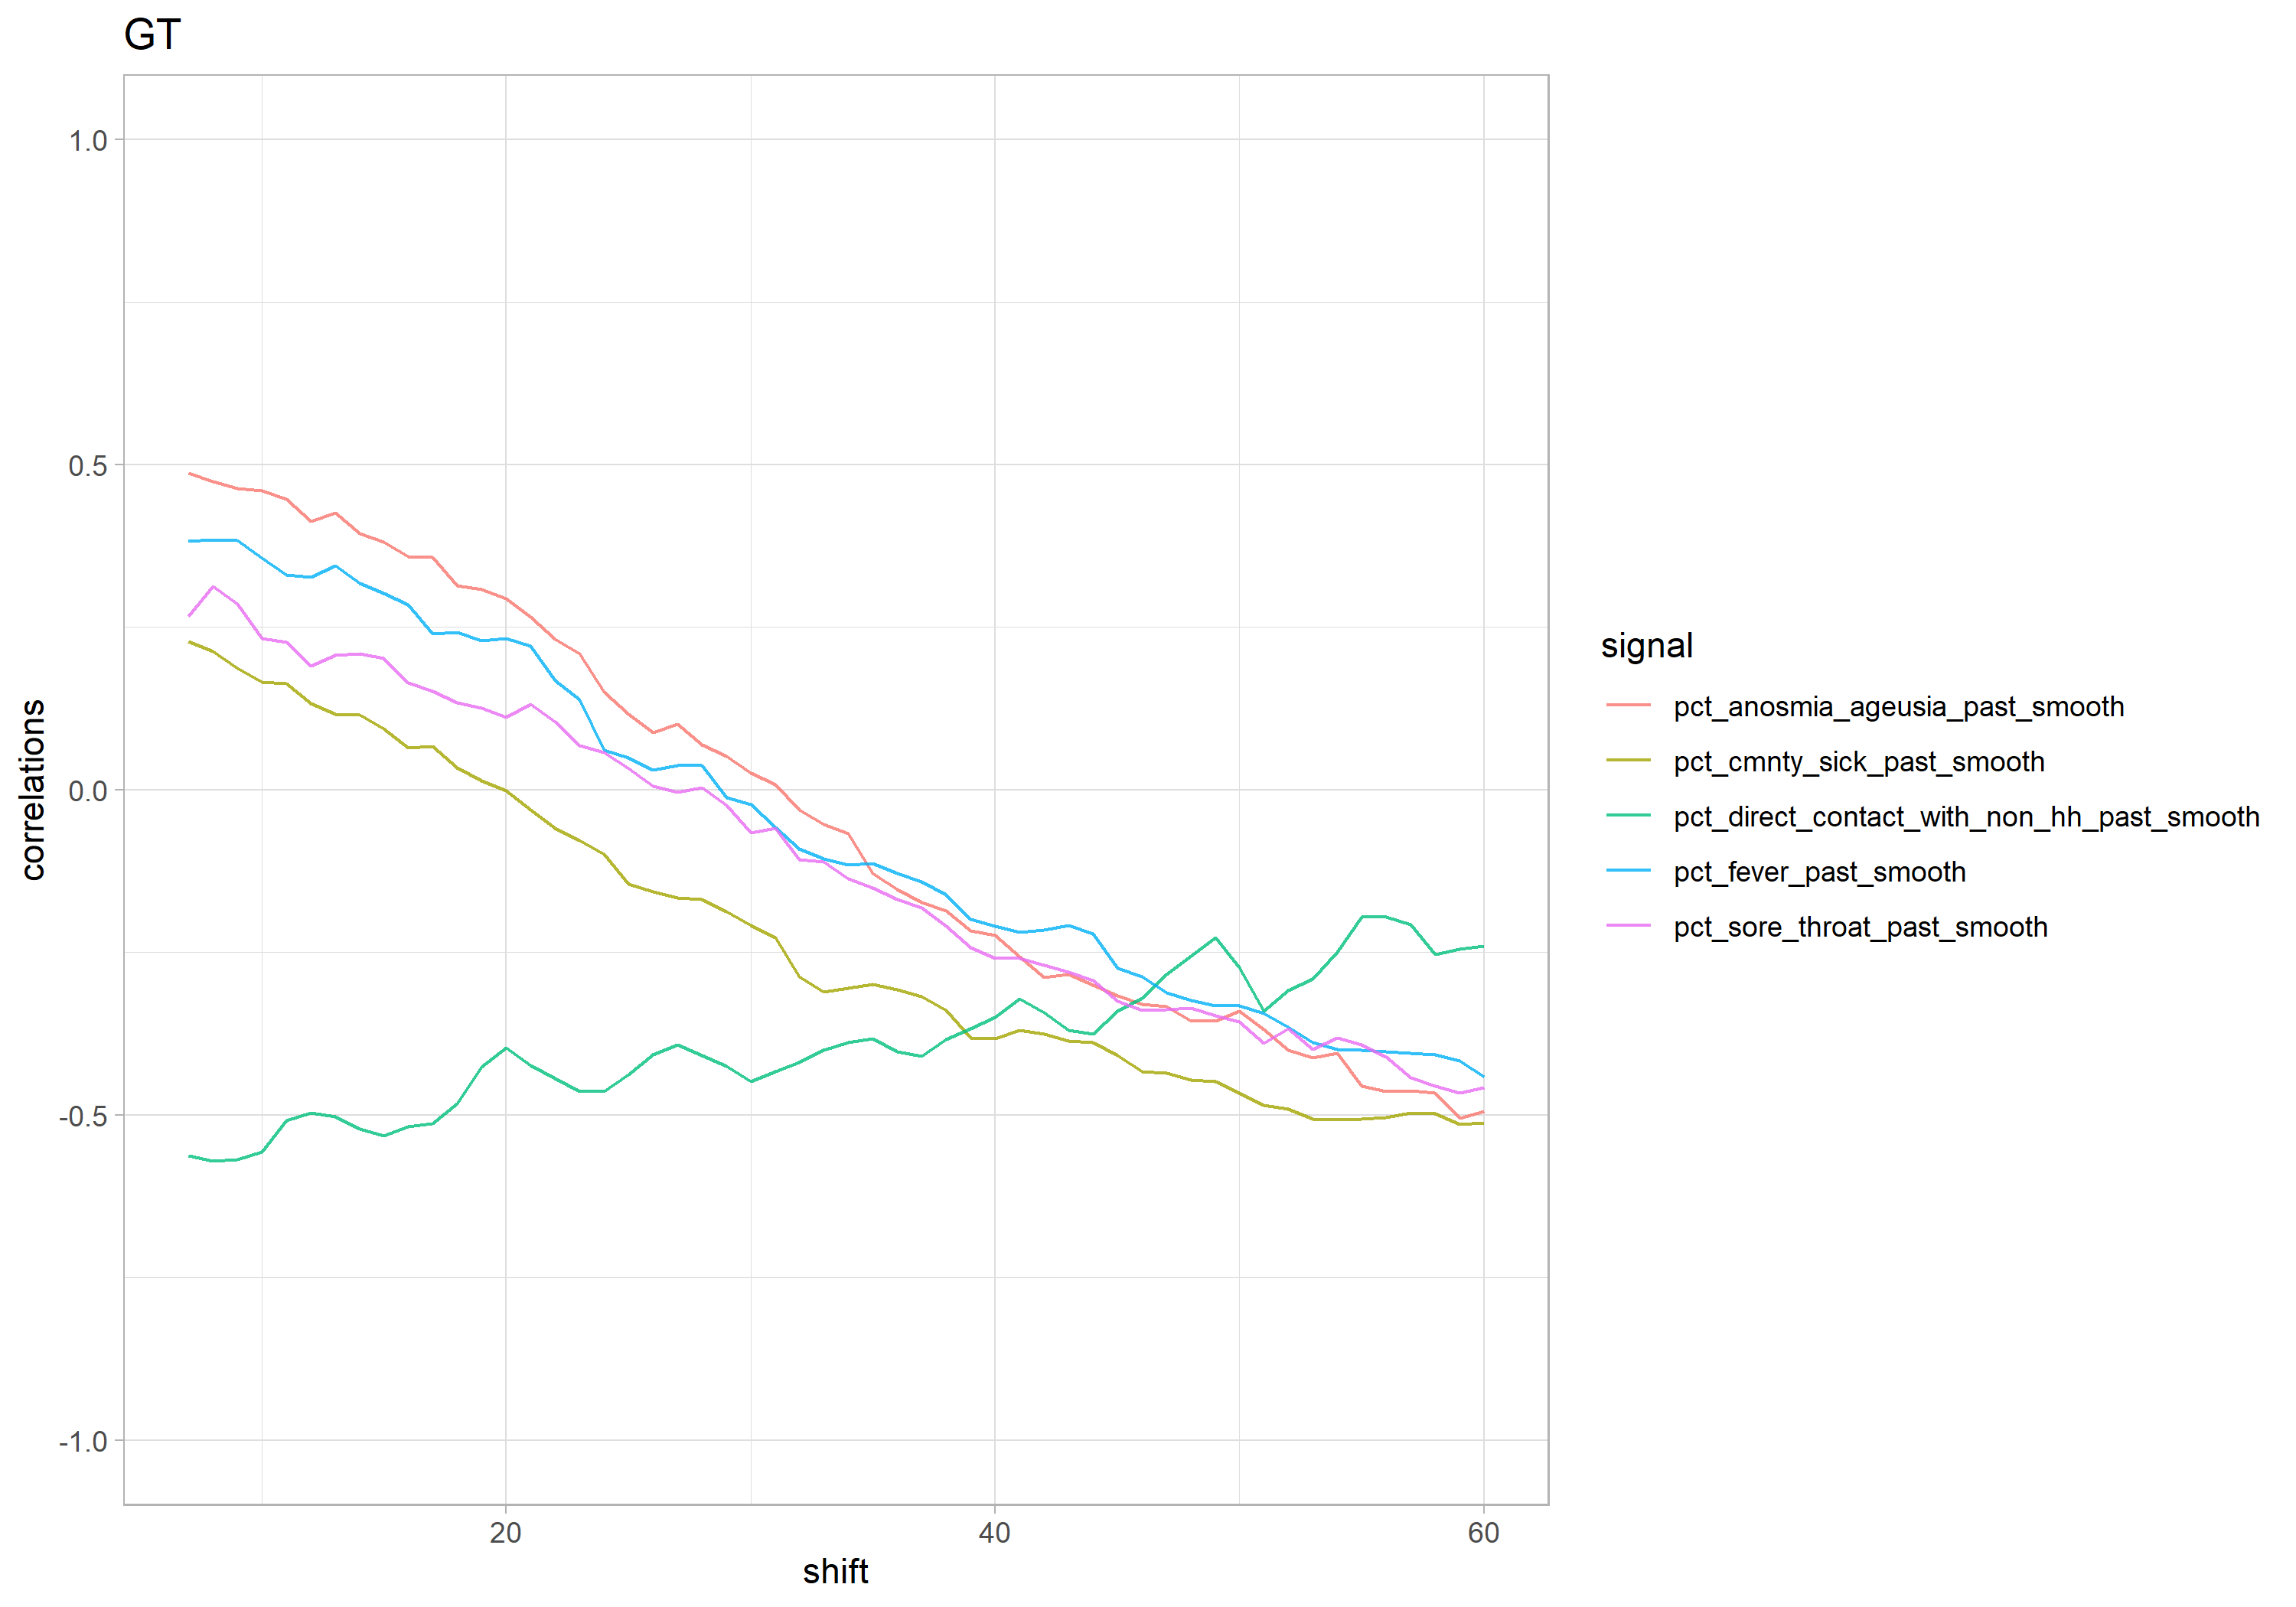 GT
1.0
0.5
0.0
-0.5
-1.0
correlations
20 40 60
shift
signal
pct_anosmia_ageusia_past_smooth
pct_cmnty_sick_past_smooth
pct_direct_contact_with_non_hh_past_smooth
pct_fever_past_smooth
pct_sore_throat_past_smooth